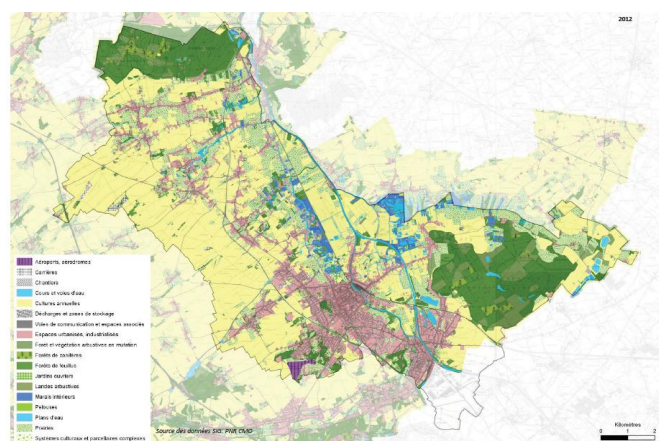 2012
Aéroports, aérodromes
Carrières
Chantiers
Cours et voies d'eau
Cultures annuelles
Décharges et zones de stockage
Voies de communication et espaces associés
Espaces urbanisés, industrialisés
Forêt et végétation arbustives en mutation
Forêts de conifères
Forêts de feuillus
Jardins ouvriers
Landes arbustives
Marais intérieurs
Pelouses
Plans d'eau
Prairies
Systèmes culturaux et parcellaires complexes
Source des données SIG: PNR CMO
Kilomètres
0 1 2